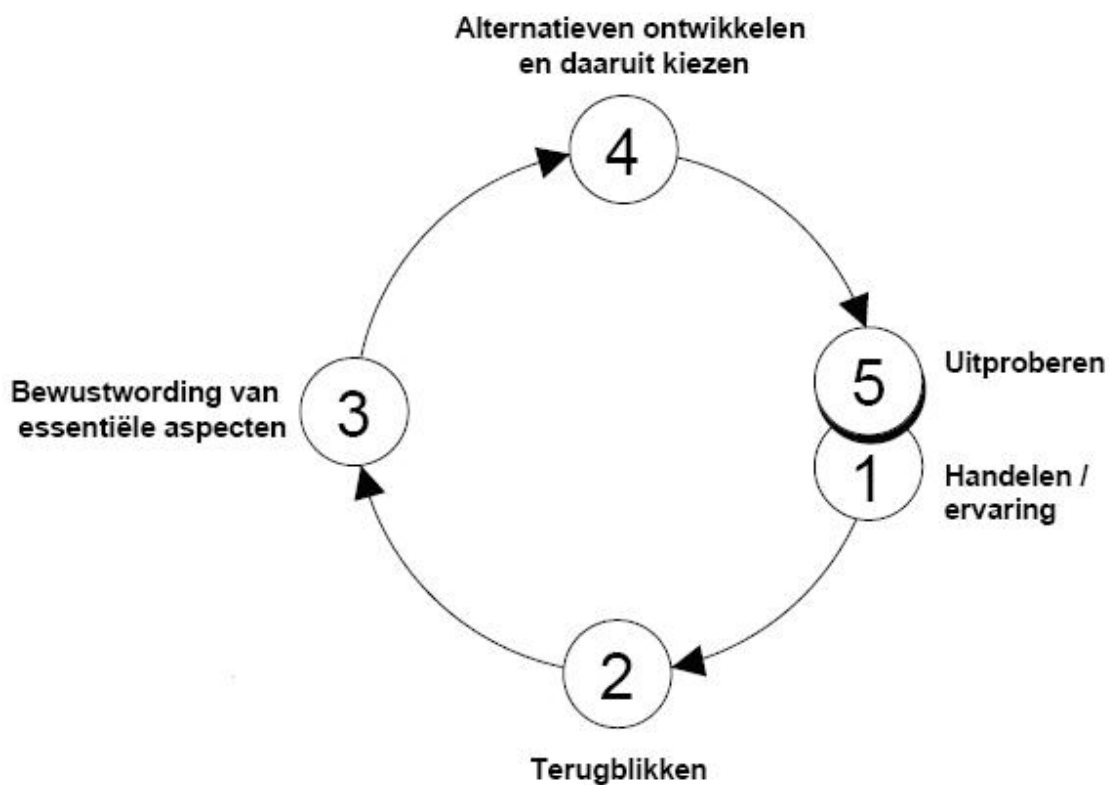 Alternatieven ontwikkelen
en daaruit kiezen
4
5
Uitproberen
Bewustwording van
essentiële aspecten
3
1
Handelen /
ervaring
2
Terugblikken